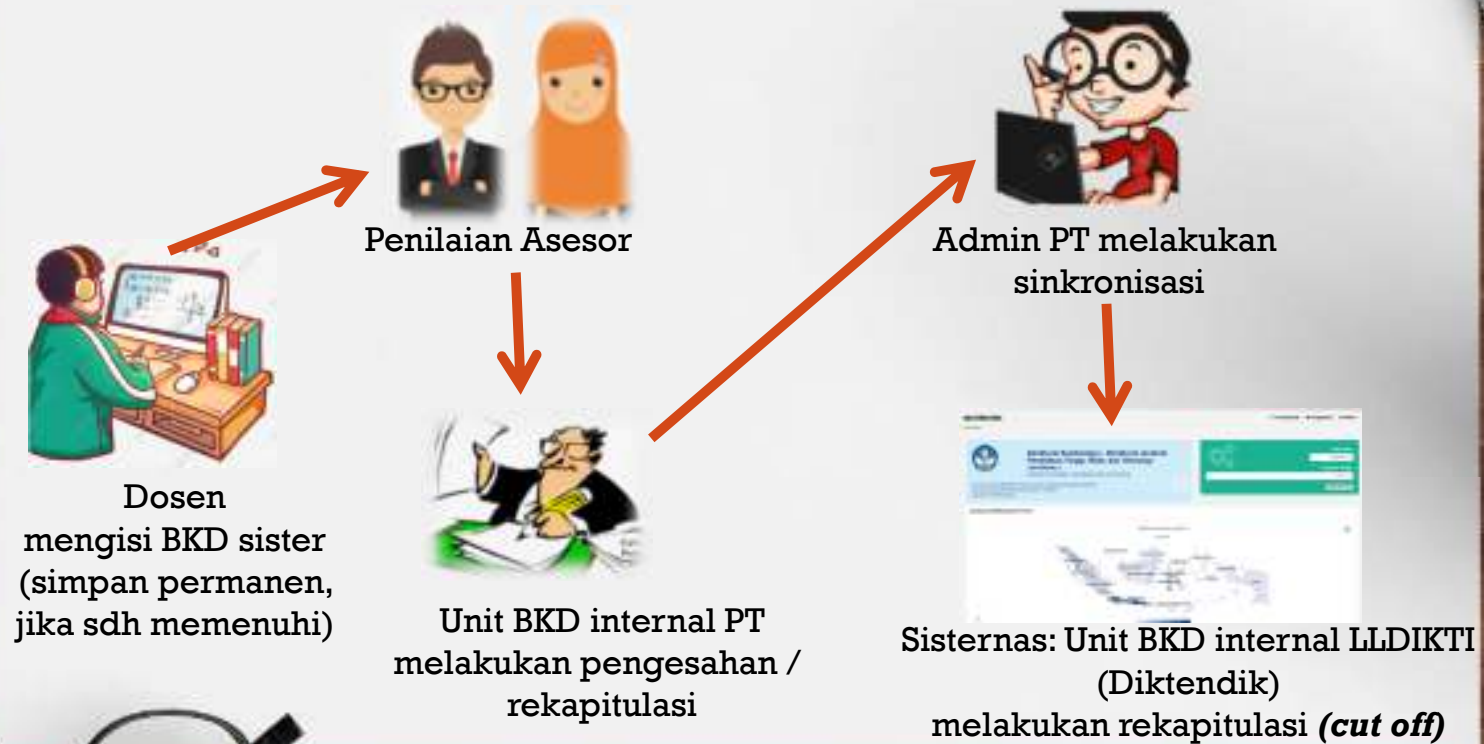 Penilaian Asesor
Admin PT melakukan
sinkronisasi
Dosen
mengisi BKD sister
(simpan permanen,
jika sdh memenuhi)
Unit BKD internal PT
melakukan pengesahan /
rekapitulasi
Sisternas: Unit BKD internal LLDIKTI
(Diktendik)
melakukan rekapitulasi (cut off)